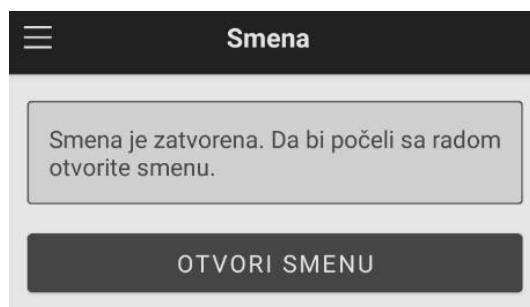 Smena
Smena je zatvorena. Da bi počeli sa radom
otvorite smenu.
OTVORI SMENU